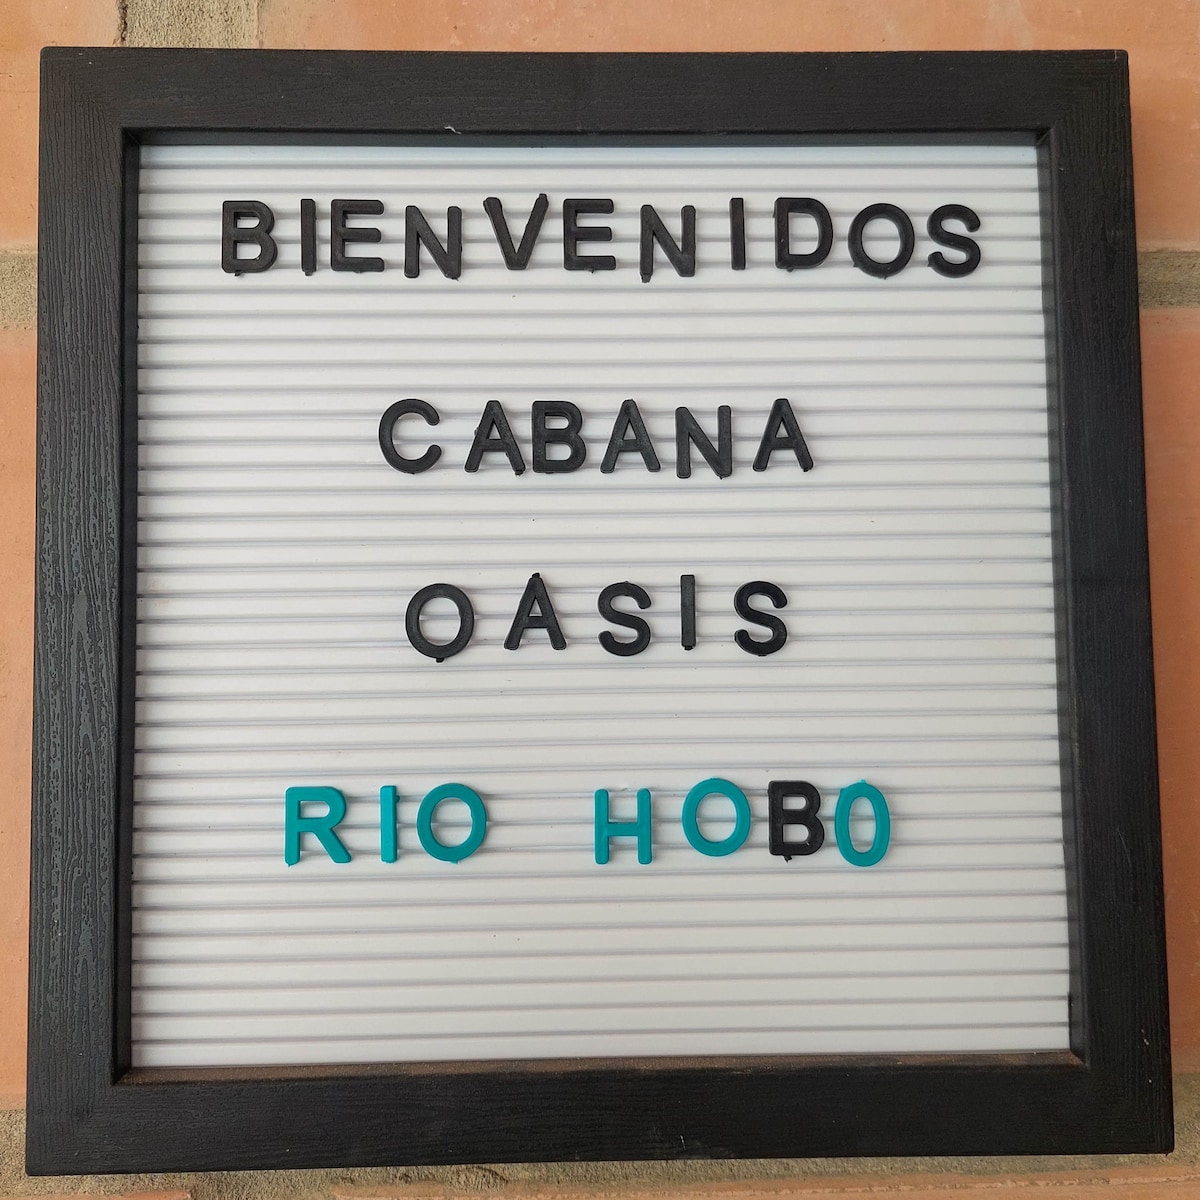 BIENVENIDOS
CABANA
OASIS
RIO HOBO